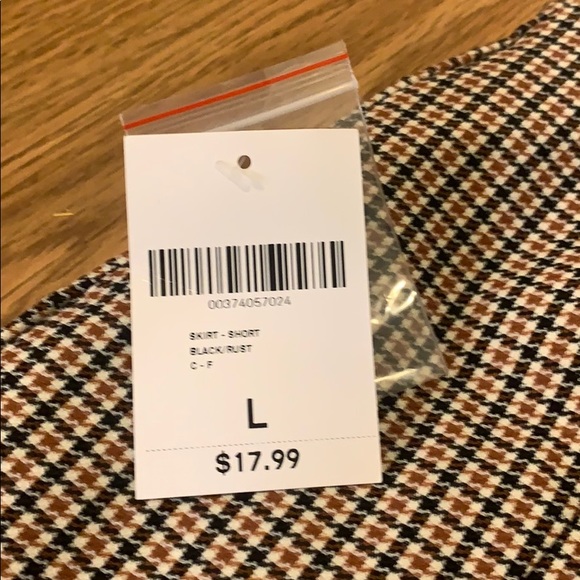 00374057024
SKIRT - SHORT
BLACK/RUST
C - F
L
$17.99